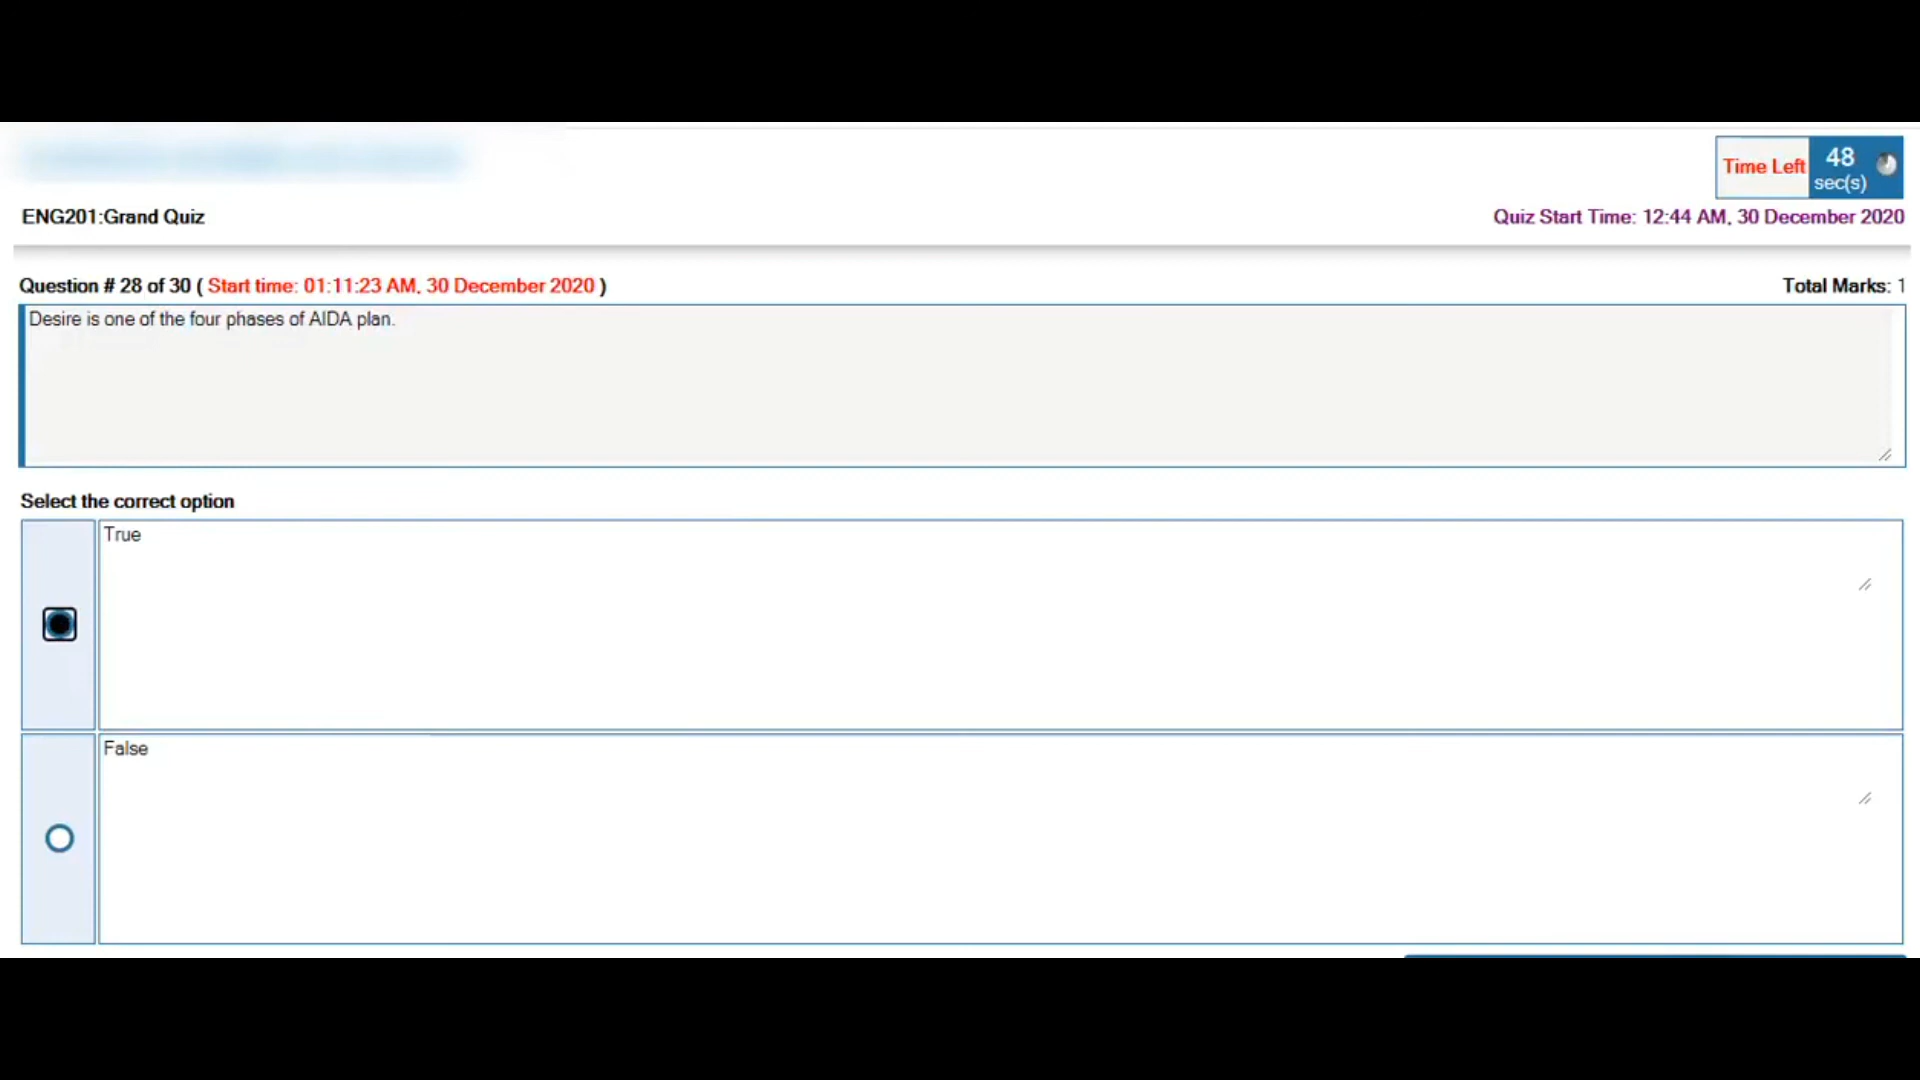 Time Left 48
sec(s)
ENG201:Grand Quiz
Quiz Start Time: 12:44 AM, 30 December 2020
Question # 28 of 30 ( Start time: 01:11:23 AM, 30 December 2020 )
Total Marks: 1
Desire is one of the four phases of AIDA plan.
Select the correct option
True
False